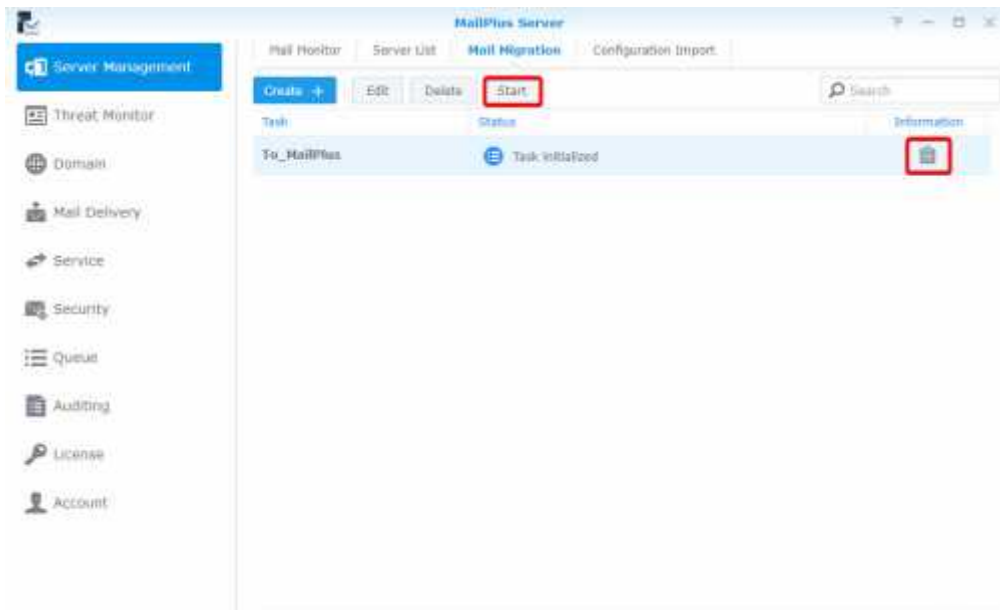 MailPlus Server
Mail Monitor Server List Mail Migration Configuration Import
Server Management
Create + Edit Delete Start Search
Threat Monitor
Task Status Information
To_MailPlus Task initialized
Domain
Mail Delivery
Service
Security
Queue
Auditing
License
Account